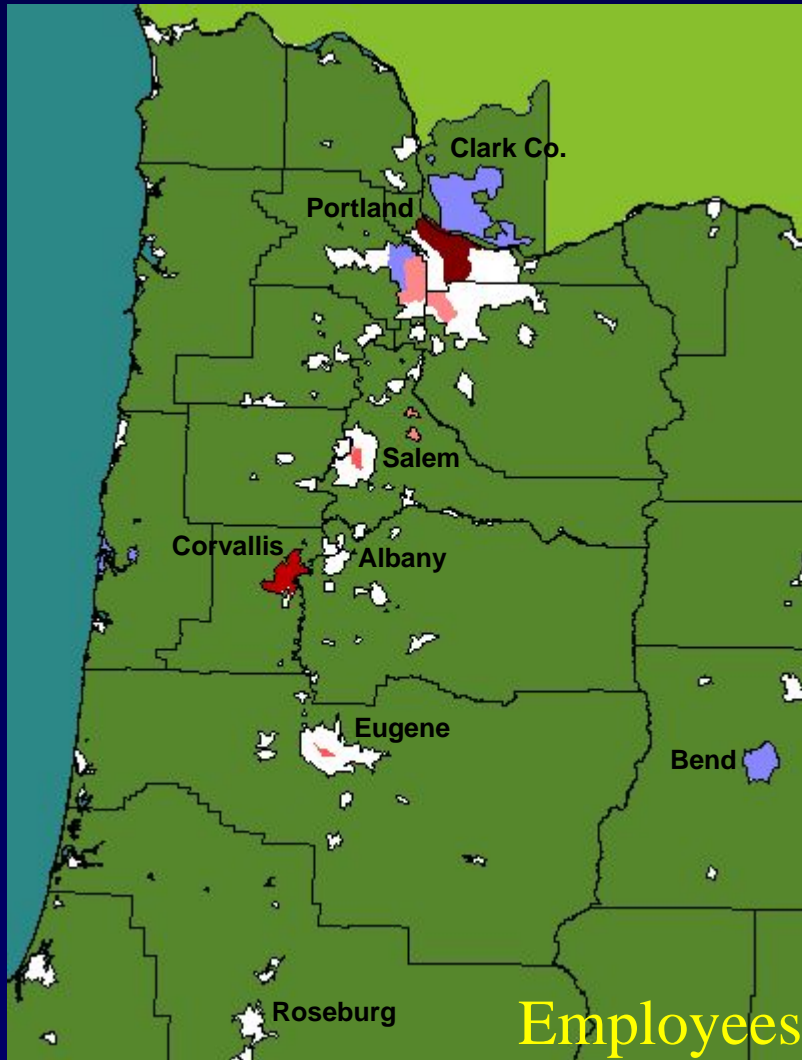 Clark Co.
Portland
Salem
Corvallis
Albany
Eugene
Bend
Roseburg
Employees